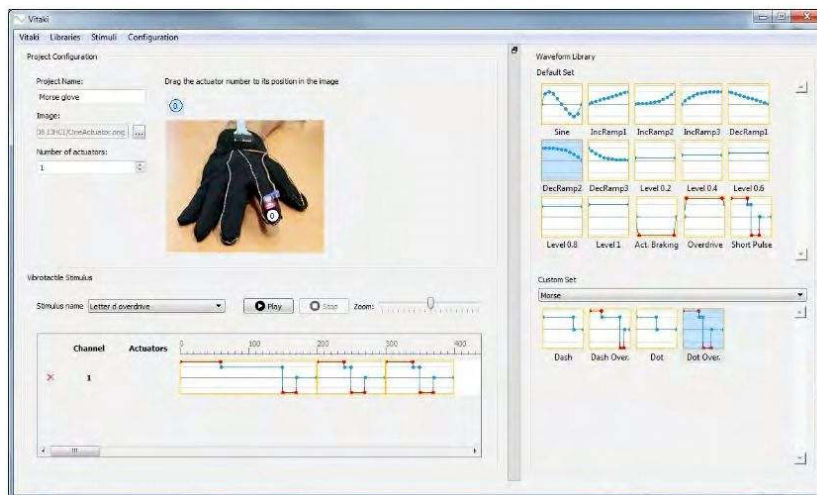 Vitaki
Vitaki Libraries Stimuli Configuration
Project Configuration
Project Name:
Morse glove
Drag the actuator number to its position in the image
0
Image:
...
Number of actuators:
1
0
Vibrotactile Stimulus
Stimulus name Letter d overdrive Play Stop Zoom:
Channel Actuators 0 100 200 300 400
1
Waveform Library
Default Set
Sine IncRamp1 IncRamp2 IncRamp3 DecRamp1
DecRamp2 DecRamp3 Level 0.2 Level 0.4 Level 0.6
Level 0.8 Level 1 Act. Braking Overdrive Short Pulse
Custom Set
Morse
Dash Dash Over. Dot Dot Over.